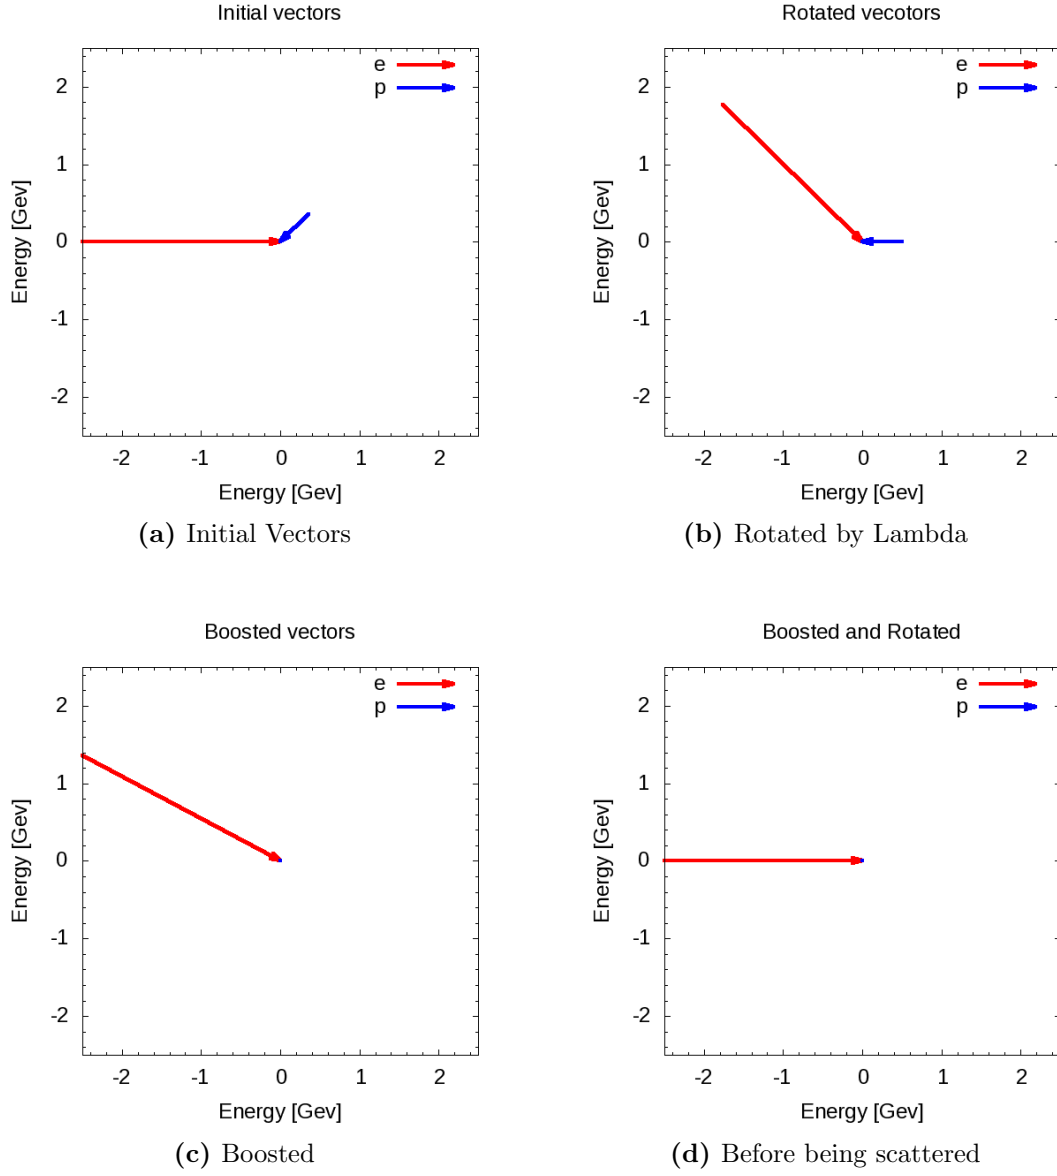 Initial vectors
e
p
2
1
0
-1
-2
Energy [Gev]
-2 -1 0 1 2
Energy [Gev]
(a) Initial Vectors
Rotated vecotors
e
p
2
1
0
-1
-2
Energy [Gev]
-2 -1 0 1 2
Energy [Gev]
(b) Rotated by Lambda
Boosted vectors
e
p
2
1
0
-1
-2
Energy [Gev]
-2 -1 0 1 2
Energy [Gev]
(c) Boosted
Boosted and Rotated
e
p
2
1
0
-1
-2
Energy [Gev]
-2 -1 0 1 2
Energy [Gev]
(d) Before being scattered